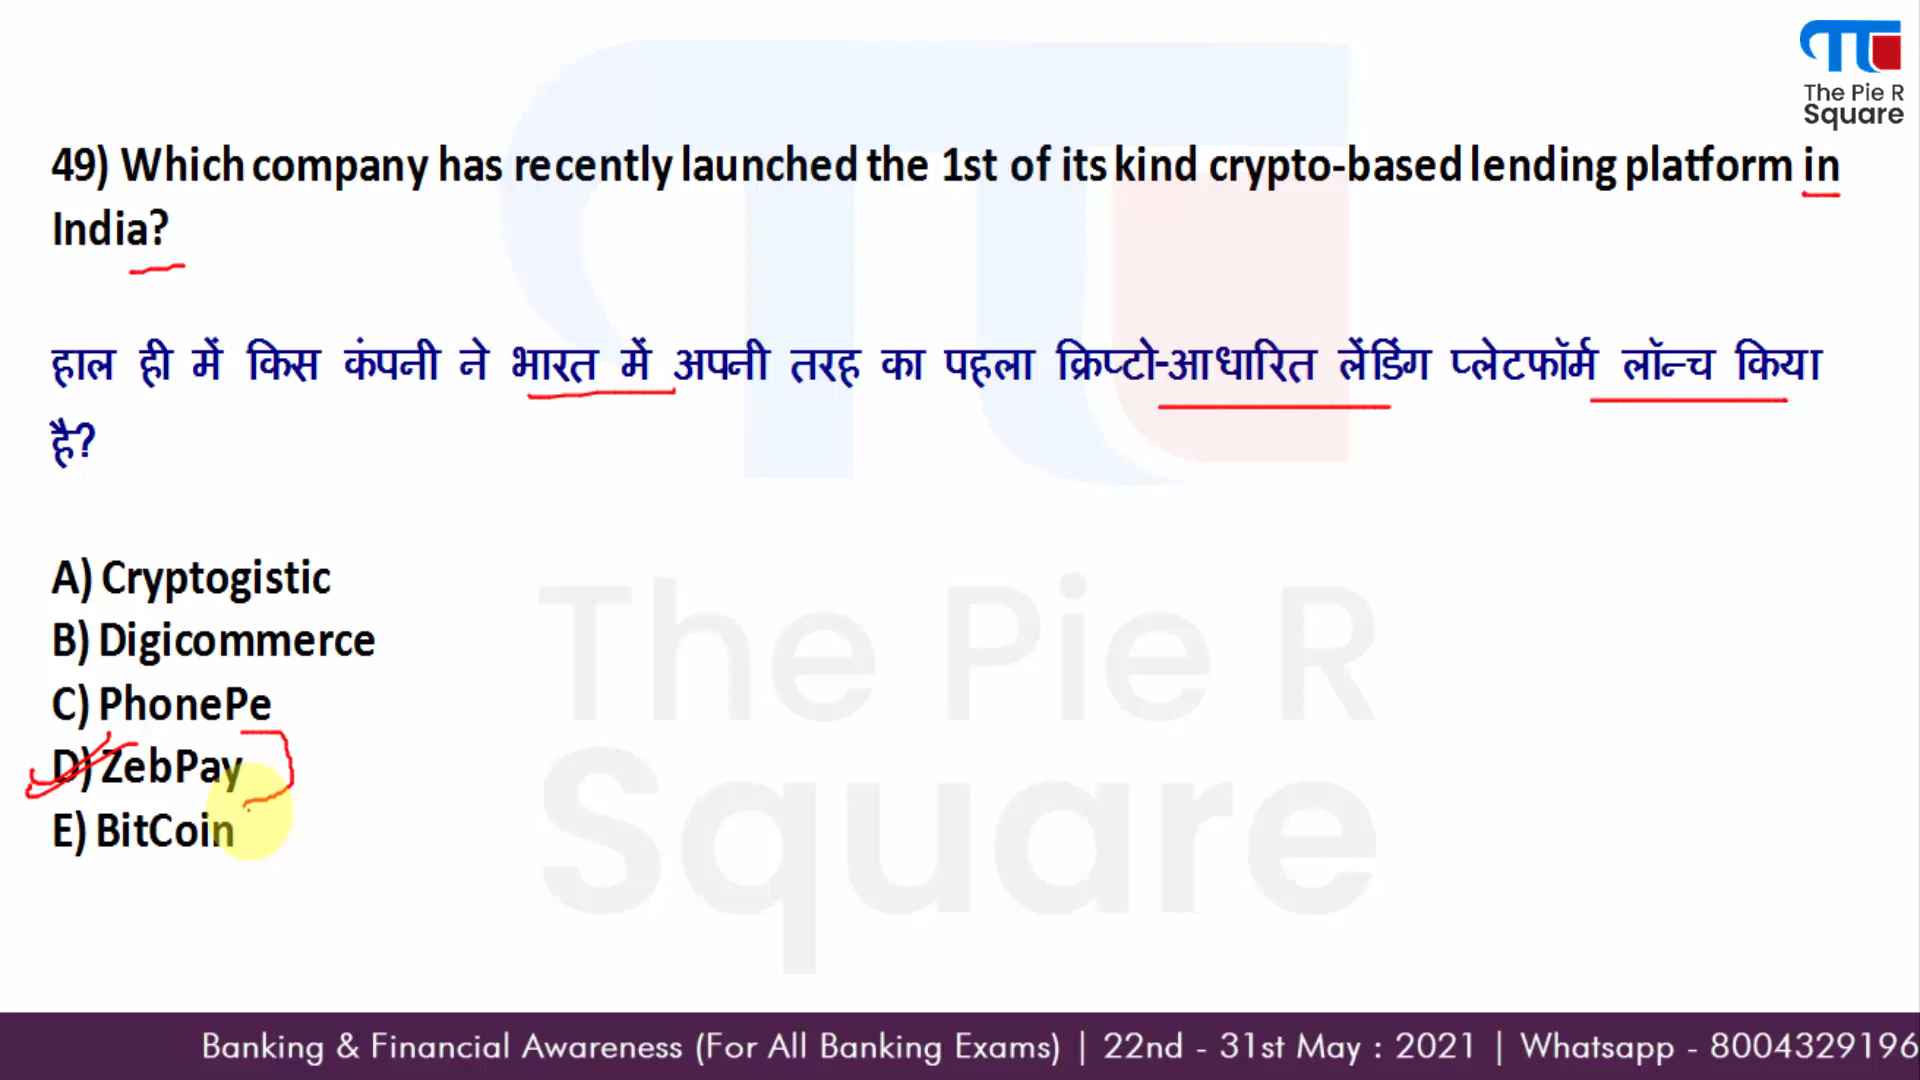 The Pie R
Square
49) Which company has recently launched the 1st of its kind crypto-based lending platform in
India?
हाल ही में किस कंपनी ने भारत में अपनी तरह का पहला क्रिप्टो-आधारित लेंडिंग प्लेटफॉर्म लॉन्च किया
है?
A) Cryptogistic
B) Digicommerce
C) PhonePe
D) ZebPay
E) BitCoin
The Pie R
Square
Banking & Financial Awareness (For All Banking Exams) | 22nd - 31st May : 2021 | Whatsapp - 8004329196